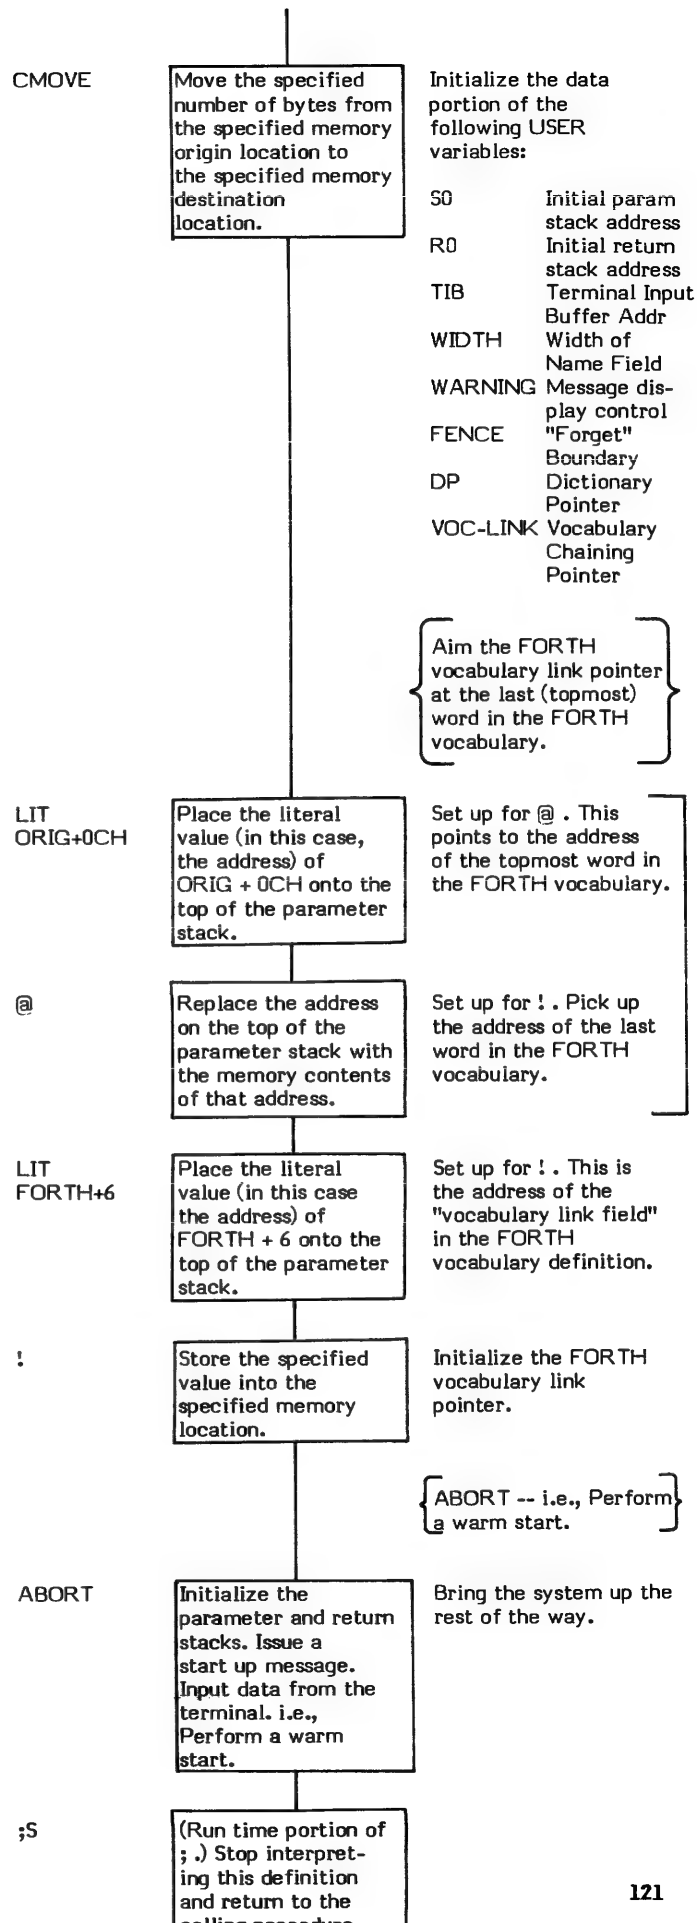 CMOVE
Move the specified
number of bytes from
the specified memory
origin location to
the specified memory
destination
location.
Initialize the data
portion of the
following USER
variables:
S0 Initial param
stack address
R0 Initial return
stack address
TIB Terminal Input
Buffer Addr
WIDTH Width of
Name Field
WARNING Message dis-
play control
FENCE "Forget"
Boundary
DP Dictionary
Pointer
VOC-LINK Vocabulary
Chaining
Pointer
Aim the FORTH
vocabulary link pointer
at the last (topmost)
word in the FORTH
vocabulary.
LIT
ORIG+0CH
Place the literal
value (in this case,
the address) of
ORIG + 0CH onto the
top of the parameter
stack.
Set up for @ . This
points to the address
of the topmost word in
the FORTH vocabulary.
@
Replace the address
on the top of the
parameter stack with
the memory contents
of that address.
Set up for ! . Pick up
the address of the last
word in the FORTH
vocabulary.
LIT
FORTH+6
Place the literal
value (in this case
the address) of
FORTH + 6 onto the
top of the parameter
stack.
Set up for ! . This is
the address of the
"vocabulary link field"
in the FORTH
vocabulary definition.
!
Store the specified
value into the
specified memory
location.
Initialize the FORTH
vocabulary link
pointer.
ABORT -- i.e., Perform
a warm start.
ABORT
Initialize the
parameter and return
stacks. Issue a
start up message.
Input data from the
terminal. i.e.,
Perform a warm
start.
Bring the system up the
rest of the way.
;S
(Run time portion of
; .) Stop interpret-
ing this definition
and return to the
121